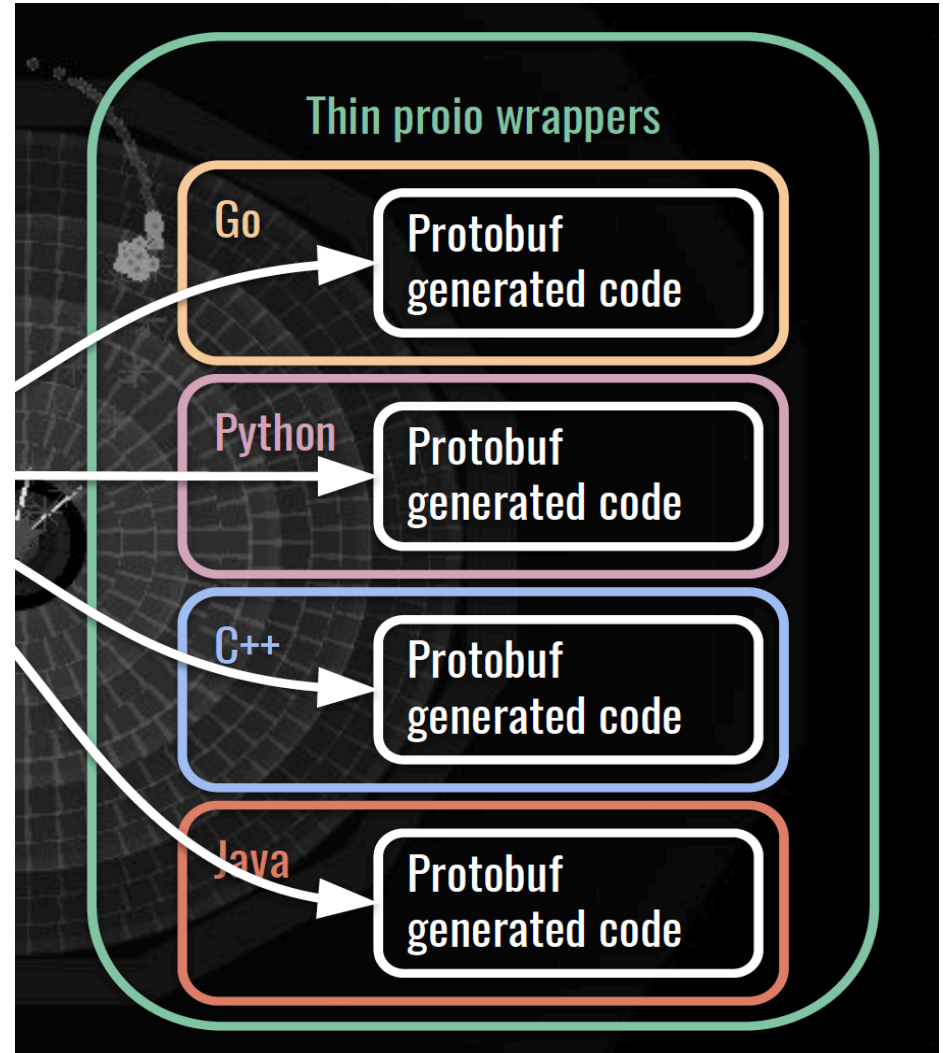 Thin proio wrappers
Go
Protobuf
generated code
Python
Protobuf
generated code
C++
Protobuf
generated code
Java
Protobuf
generated code